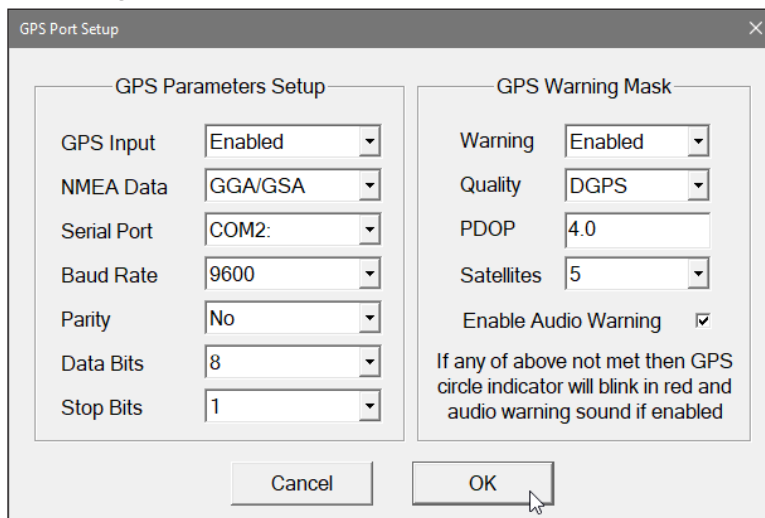 GPS Port Setup
GPS Parameters Setup
GPS Input Enabled
NMEA Data GGA/GSA
Serial Port COM2:
Baud Rate 9600
Parity No
Data Bits 8
Stop Bits 1
GPS Warning Mask
Warning Enabled
Quality DGPS
PDOP 4.0
Satellites 5
Enable Audio Warning
If any of above not met then GPS
circle indicator will blink in red and
audio warning sound if enabled
Cancel OK